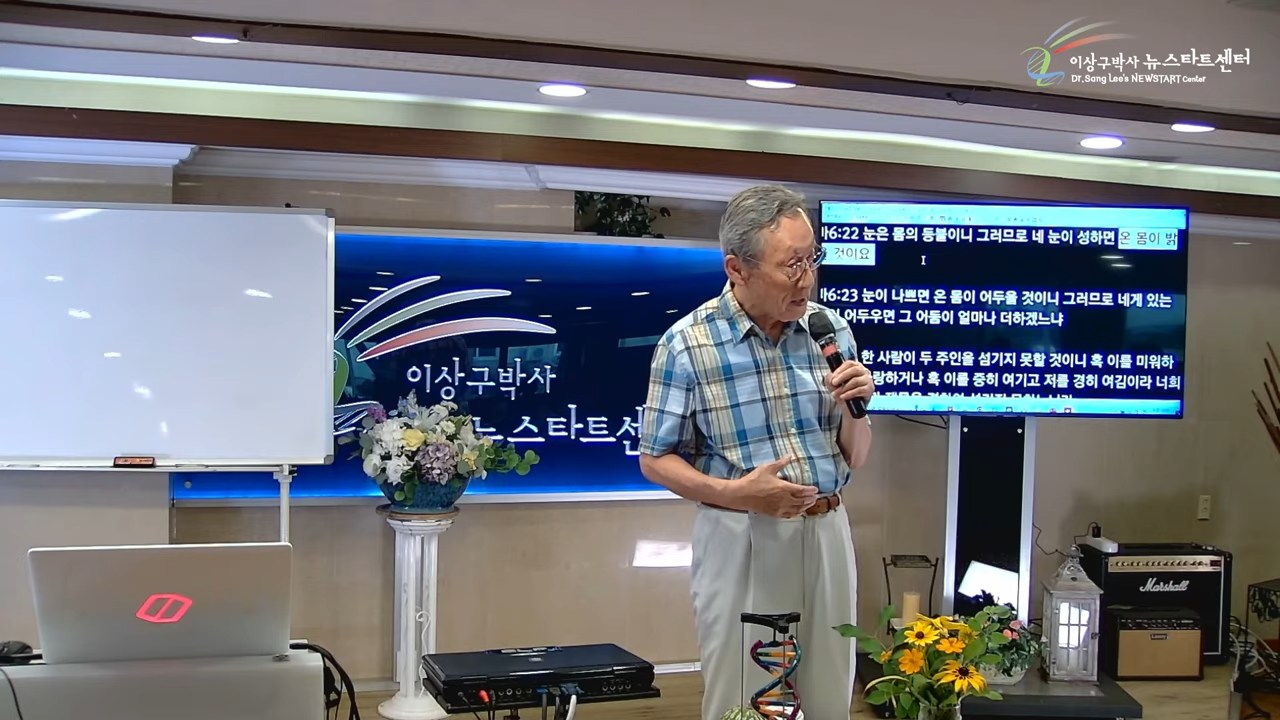 이상구박사 뉴스타트센터
Dr. Sang Lee's NEWSTART Center
6:22 눈은 몸의 등불이니 그러므로 네 눈이 성하면 온 몸이 밝
것이요
6:23 눈이 나쁘면 온 몸이 어두울 것이니 그러므로 네게 있는
어두우면 그 어둠이 얼마나 더하겠느냐
한 사람이 두 주인을 섬기지 못할 것이니 혹 이를 미워하
랑하거나 혹 이를 중히 여기고 저를 경히 여김이라 너희
이상구박사
뉴스타트센
Marshall
Laney